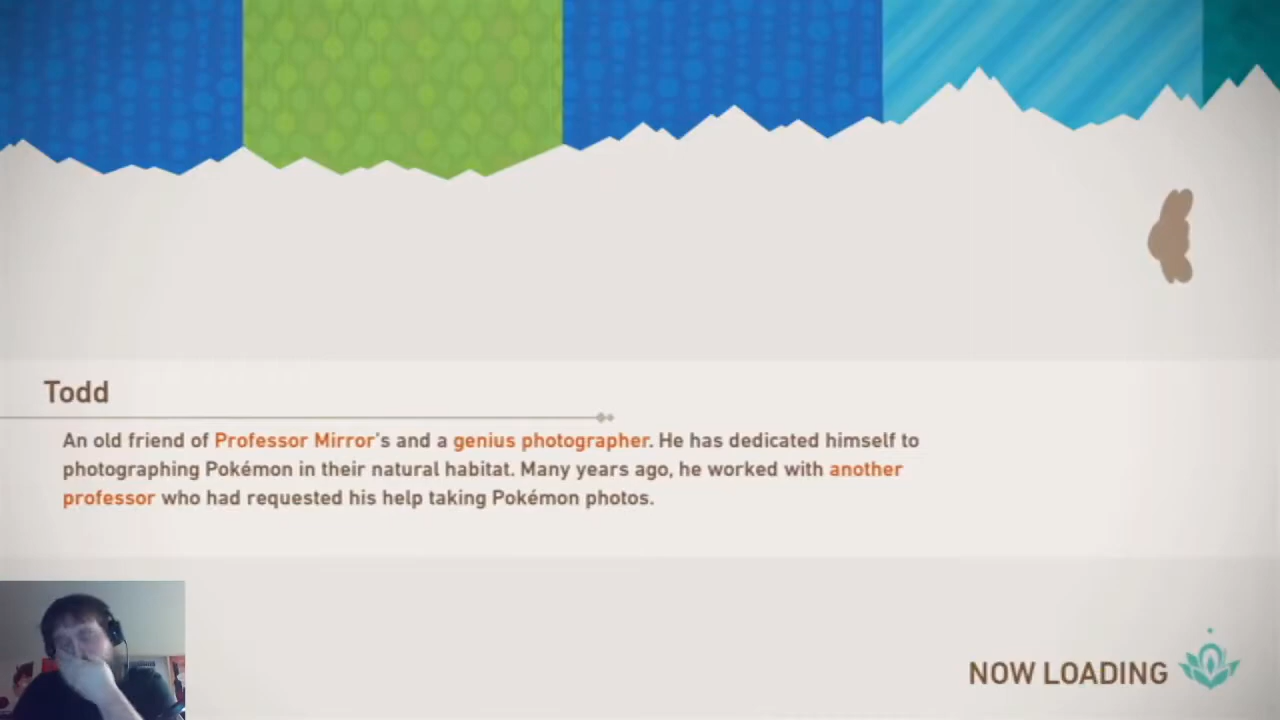 Todd
An old friend of Professor Mirror's and a genius photographer. He has dedicated himself to
photographing Pokémon in their natural habitat. Many years ago, he worked with another
professor who had requested his help taking Pokémon photos.
NOW LOADING